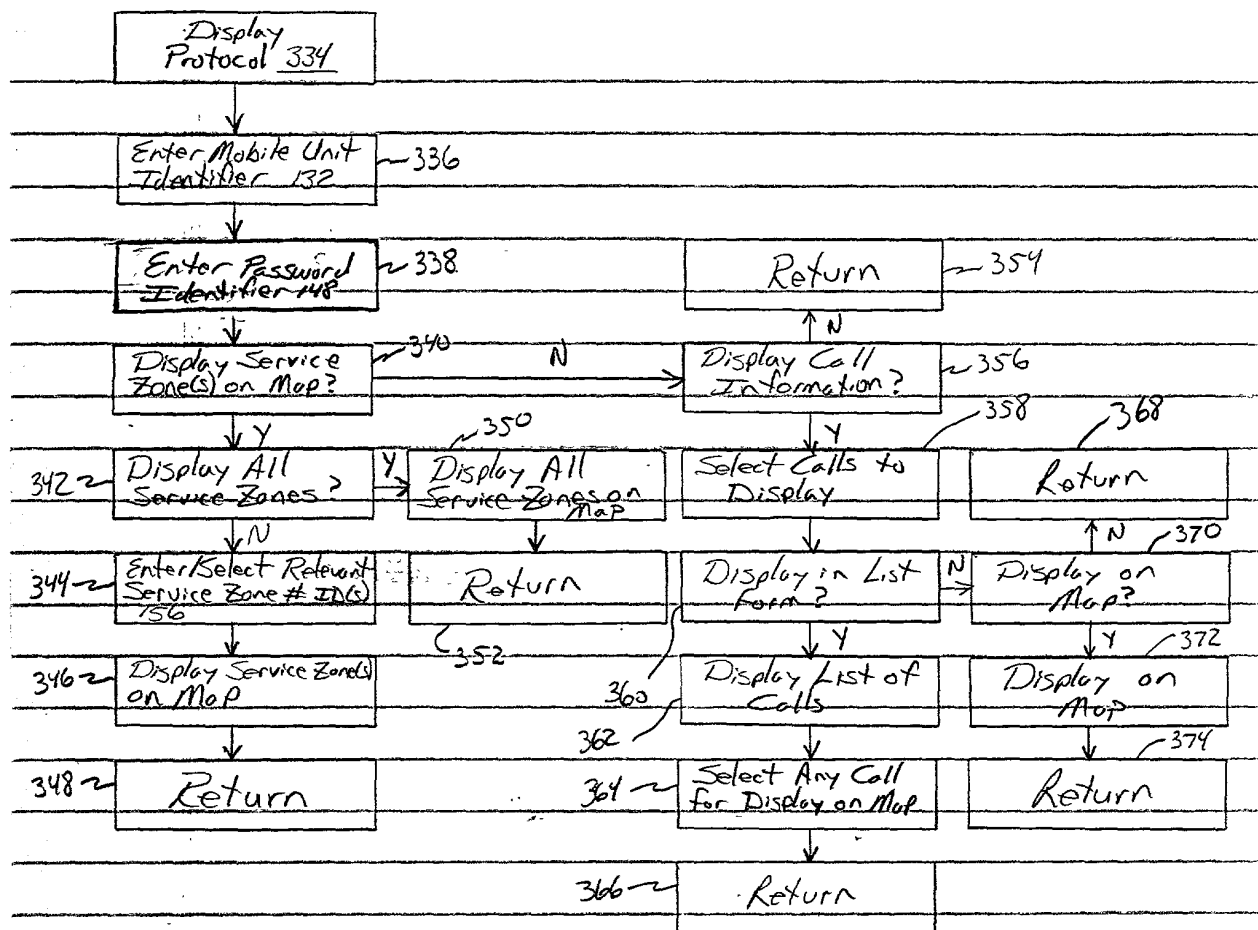 Display
Protocol 334
Enter Mobile Unit
Identifier 132
336
Enter Password
Identifier 148
338
Return
354
N
Display Service
Zone(s) on Map?
340
N
Display Call
Information?
356
Y
Y
350
358
368
342
Display All
Service Zones?
Y
Display All
Service Zones on
Map
Select Calls to
Display
Return
N
N
370
344
Enter/Select Relevant
Service Zone # ID(s)
156
Return
352
Display in List
Form?
360
N
Display on
Map?
Y
Y
372
346
Display Service Zone(s)
on Map
Display List of
Calls
362
Display on
Map
374
348
Return
364
Select Any Call
for Display on Map
Return
366
Return